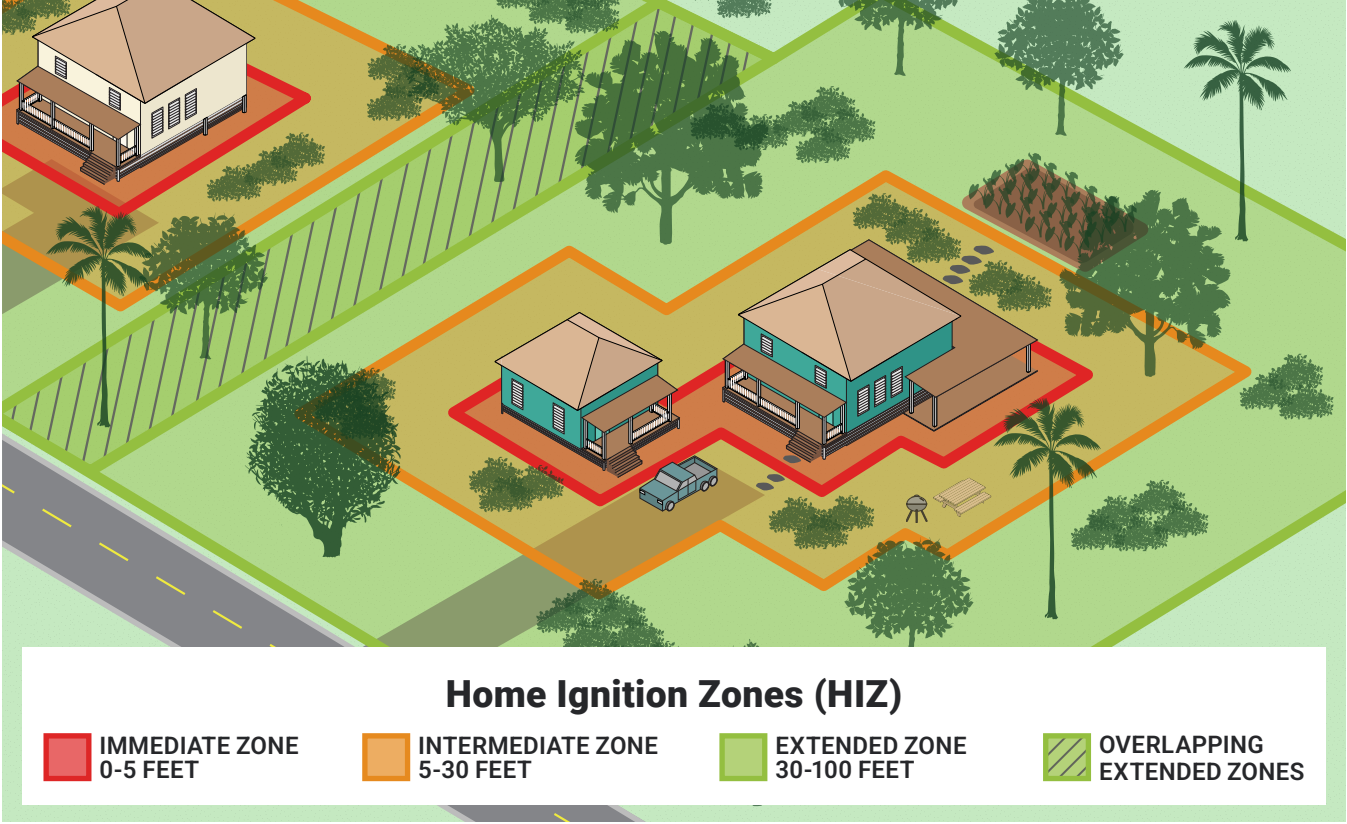 Home Ignition Zones (HIZ)
IMMEDIATE ZONE
0-5 FEET
INTERMEDIATE ZONE
5-30 FEET
EXTENDED ZONE
30-100 FEET
OVERLAPPING
EXTENDED ZONES